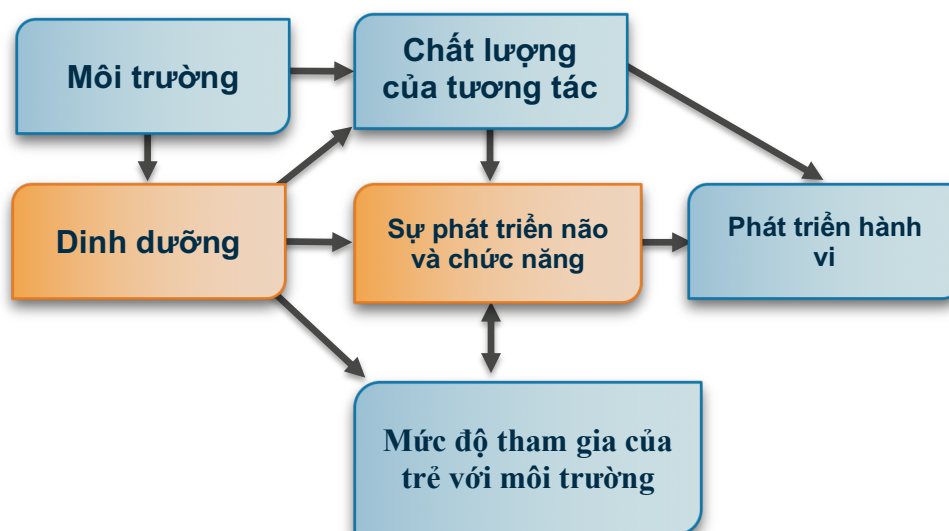 Môi trường
Chất lượng
của tương tác
Dinh dưỡng
Sự phát triển não
và chức năng
Phát triển hành
vi
Mức độ tham gia của
trẻ với môi trường